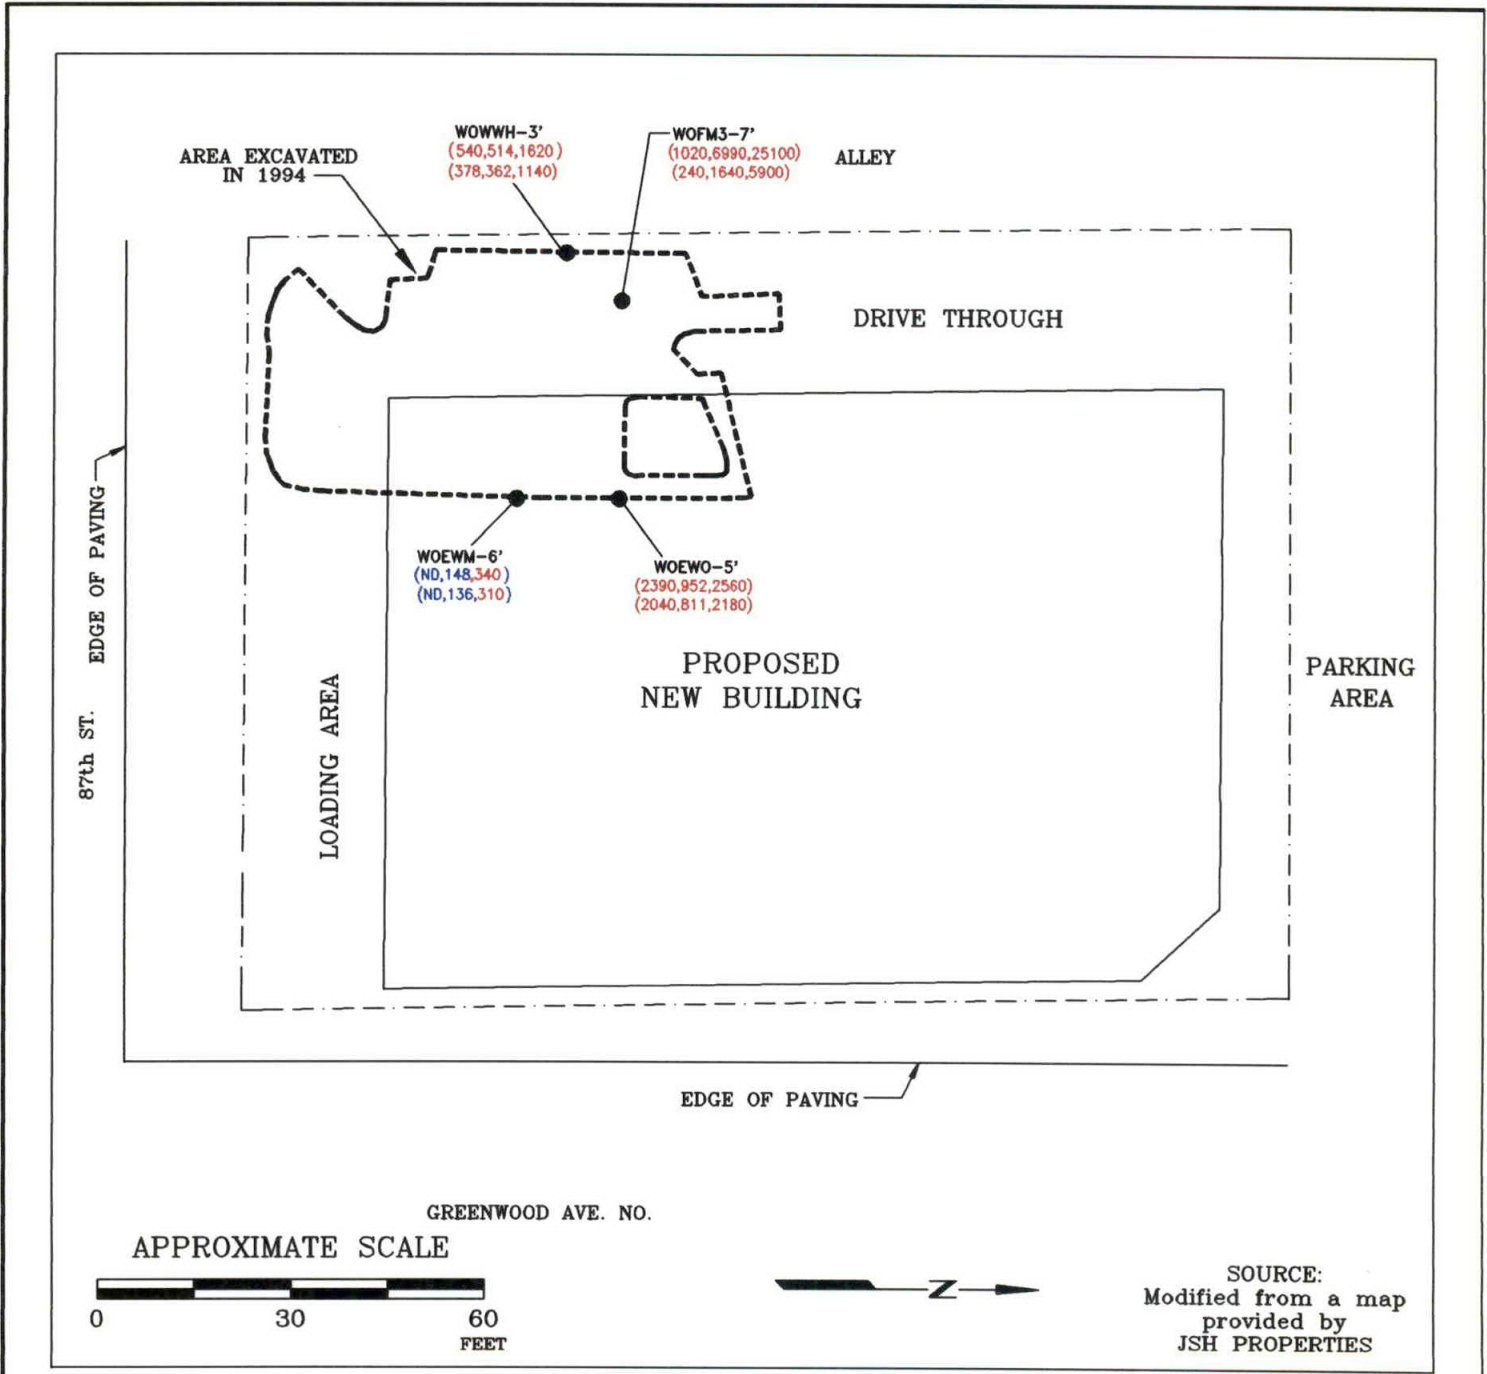 WOWWH-3'
(540,514,1620)
(378,362,1140)
WOFM3-7'
(1020,6990,25100)
(240,1640,5900)
ALLEY
AREA EXCAVATED
IN 1994
DRIVE THROUGH
EDGE OF PAVING
87th ST.
WOEWM-6'
(ND,148,340)
(ND,136,310)
WOEWO-5'
(2390,952,2560)
(2040,811,2180)
PROPOSED
NEW BUILDING
LOADING AREA
PARKING
AREA
EDGE OF PAVING
GREENWOOD AVE. NO.
APPROXIMATE SCALE
0 30 60
FEET
N
SOURCE:
Modified from a map
provided by
JSH PROPERTIES